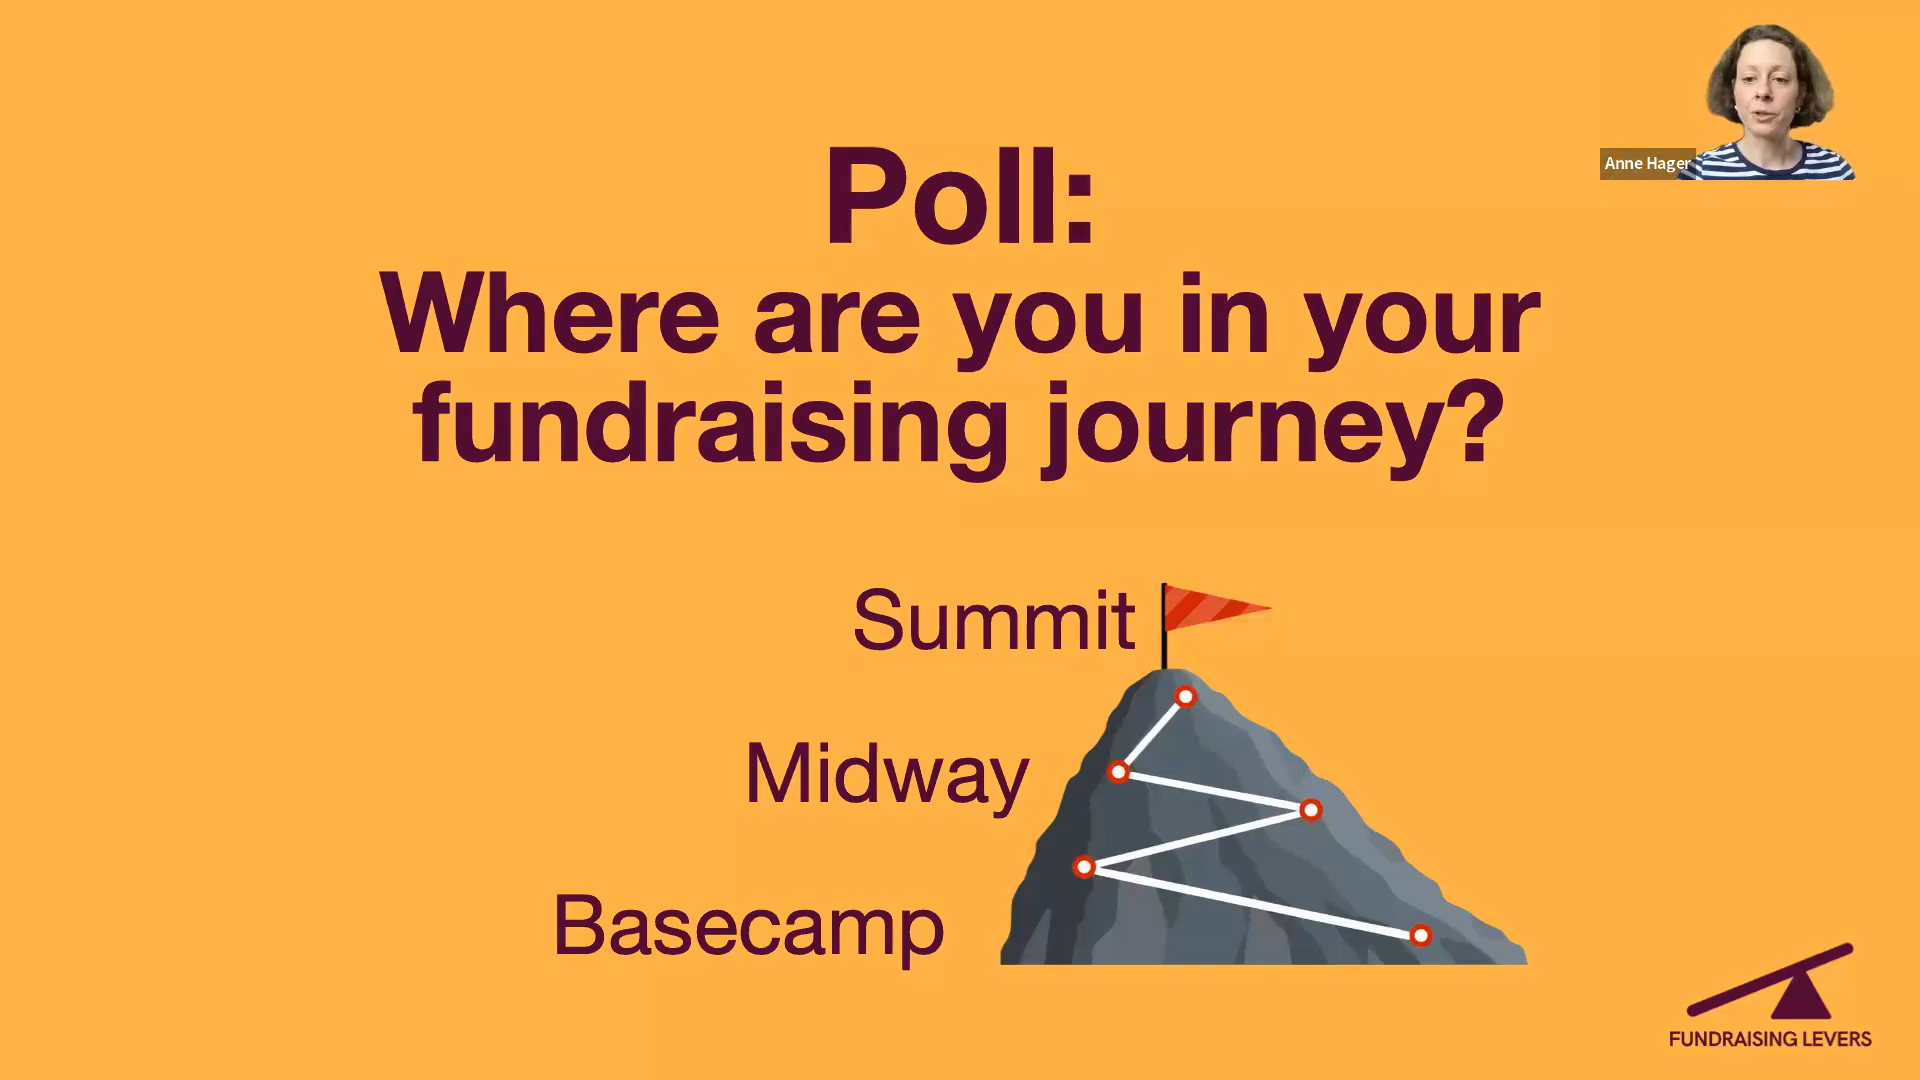 Anne Hager
Poll:
Where are you in your
fundraising journey?
Summit
Midway
Basecamp
FUNDRAISING LEVERS